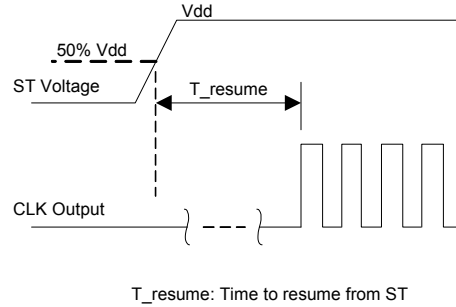 Vdd
50% Vdd
ST Voltage
T_resume
CLK Output
T_resume: Time to resume from ST